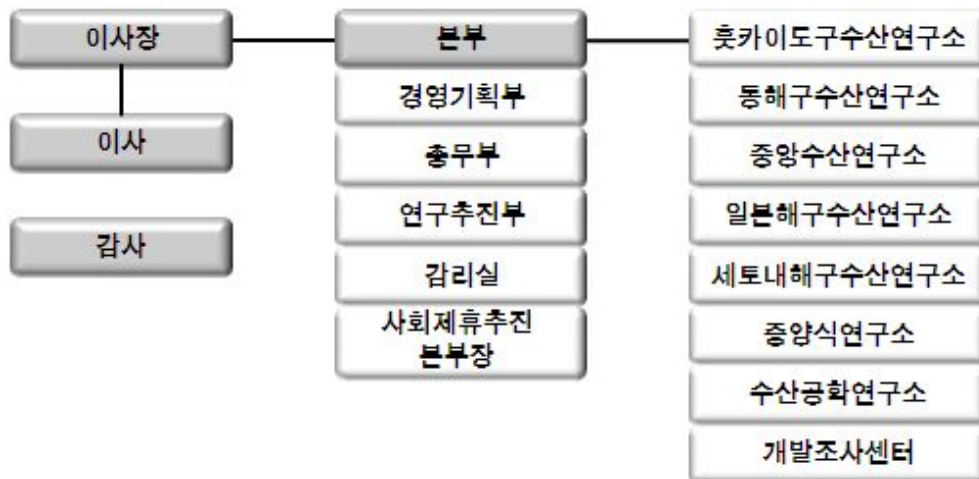 이사장
이사
감사
본부
경영기획부
총무부
연구추진부
감리실
사회제휴추진
본부장
훗카이도구수산연구소
동해구수산연구소
중앙수산연구소
일본해구수산연구소
세토내해구수산연구소
증양식연구소
수산공학연구소
개발조사센터